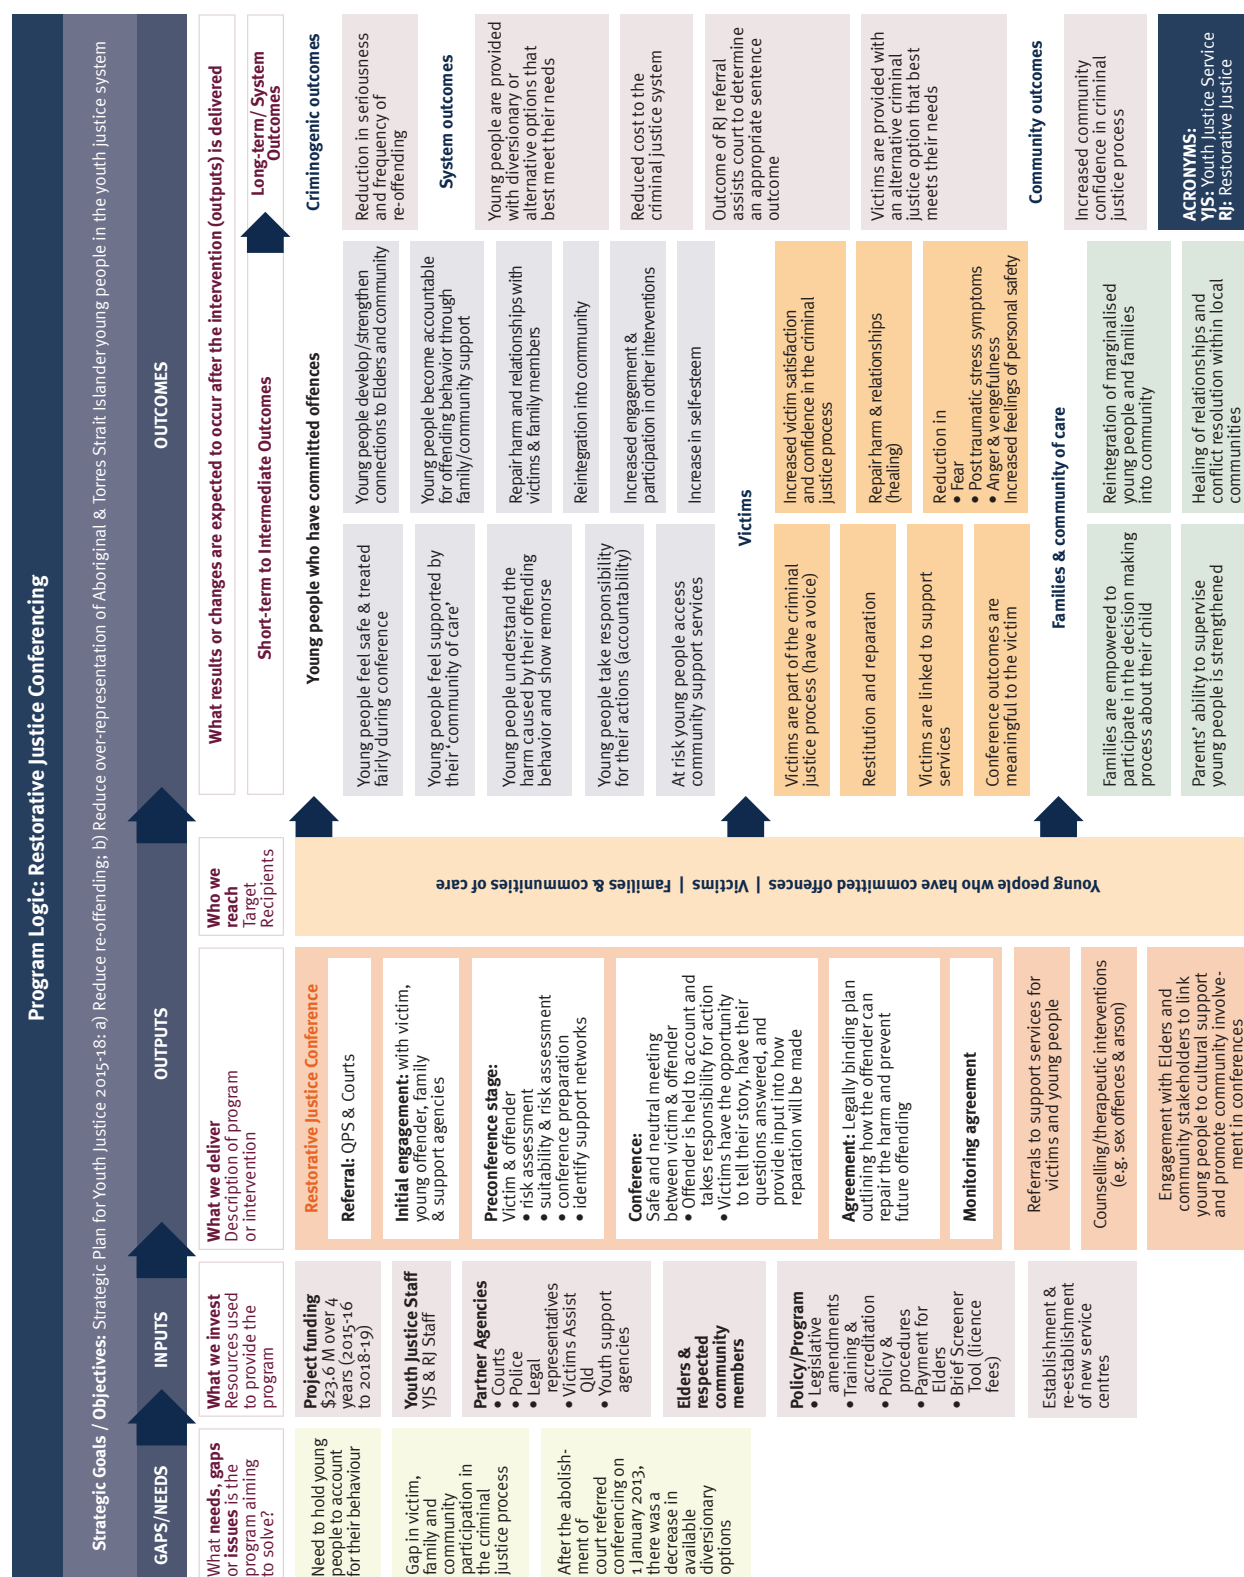 Program Logic: Restorative Justice Conferencing
Strategic Goals / Objectives: Strategic Plan for Youth Justice 2015-18: a) Reduce re-offending; b) Reduce over-representation of Aboriginal & Torres Strait Islander young people in the youth justice system
GAPS/NEEDS
INPUTS
OUTPUTS
OUTCOMES
What needs, gaps
or issues is the
program aiming
to solve?
Need to hold young
people to account
for their behaviour
Gap in victim,
family and
community
participation in
the criminal
justice process
After the abolish-
ment of
court referred
conferencing on
1 January 2013,
there was a
decrease in
available
diversionary
options
What we invest
Resources used
to provide the
program
Project funding
$23.6 M over 4
years (2015-16
to 2018-19)
Youth Justice Staff
YJS & RJ Staff
Partner Agencies
• Courts
• Police
• Legal
representatives
• Victims Assist
Qld
• Youth support
agencies
Elders &
respected
community
members
Policy/Program
• Legislative
amendments
• Training &
accreditation
• Policy &
procedures
• Payment for
Elders
• Brief Screener
Tool (licence
fees)
Establishment &
re-establishment
of new service
centres
What we deliver
Description of program
or intervention
Restorative Justice Conference
Referral: QPS & Courts
Initial engagement: with victim,
young offender, family
& support agencies
Preconference stage:
Victim & offender
• risk assessment
• suitability & risk assessment
• conference preparation
• identify support networks
Conference:
Safe and neutral meeting
between victim & offender
• Offender is held to account and
takes responsibility for action
• Victims have the opportunity
to tell their story, have their
questions answered, and
provide input into how
reparation will be made
Agreement: Legally binding plan
outlining how the offender can
repair the harm and prevent
future offending
Monitoring agreement
Referrals to support services for
victims and young people
Counselling/therapeutic interventions
(e.g. sex offences & arson)
Engagement with Elders and
community stakeholders to link
young people to cultural support
and promote community involve-
ment in conferences
Who we
reach
Target
Recipients
Young people who have committed offences | Victims | Families & communities of care
What results or changes are expected to occur after the intervention (outputs) is delivered
Short-term to Intermediate Outcomes
Long-term/ System
Outcomes
Young people who have committed offences
Young people feel safe & treated
fairly during conference
Young people feel supported by
their ‘community of care’
Young people understand the
harm caused by their offending
behavior and show remorse
Young people take responsibility
for their actions (accountability)
At risk young people access
community support services
Young people develop/strengthen
connections to Elders and community
Young people become accountable
for offending behavior through
family/community support
Repair harm and relationships with
victims & family members
Reintegration into community
Increased engagement &
participation in other interventions
Increase in self-esteem
Victims
Victims are part of the criminal
justice process (have a voice)
Restitution and reparation
Victims are linked to support
services
Conference outcomes are
meaningful to the victim
Increased victim satisfaction
and confidence in the criminal
justice process
Repair harm & relationships
(healing)
Reduction in
• Fear
• Post traumatic stress symptoms
• Anger & vengefulness
Increased feelings of personal safety
Families & community of care
Families are empowered to
participate in the decision making
process about their child
Parents’ ability to supervise
young people is strengthened
Reintegration of marginalised
young people and families
into community
Healing of relationships and
conflict resolution within local
communities
Criminogenic outcomes
Reduction in seriousness
and frequency of
re-offending
System outcomes
Young people are provided
with diversionary or
alternative options that
best meet their needs
Reduced cost to the
criminal justice system
Outcome of RJ referral
assists court to determine
an appropriate sentence
outcome
Victims are provided with
an alternative criminal
justice option that best
meets their needs
Community outcomes
Increased community
confidence in criminal
justice process
ACRONYMS:
YJS: Youth Justice Service
RJ: Restorative Justice